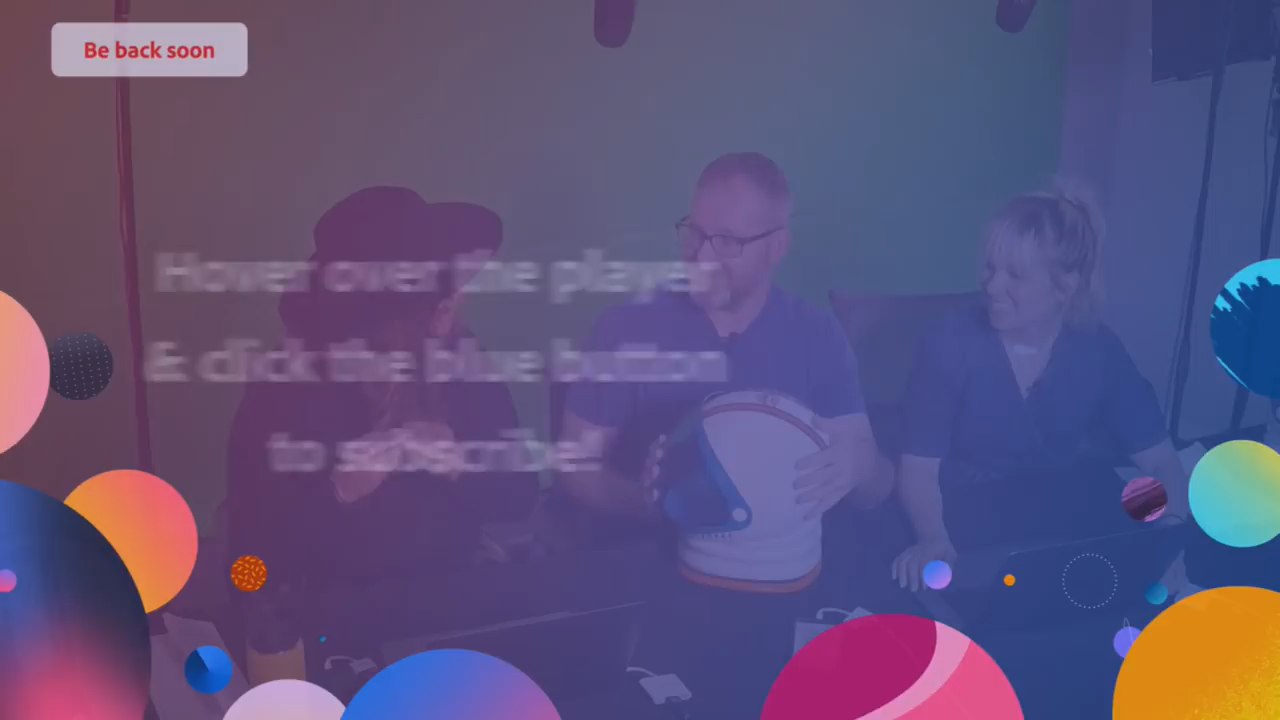 Be back soon
Hover over the player
& click the blue button
to subscribe!